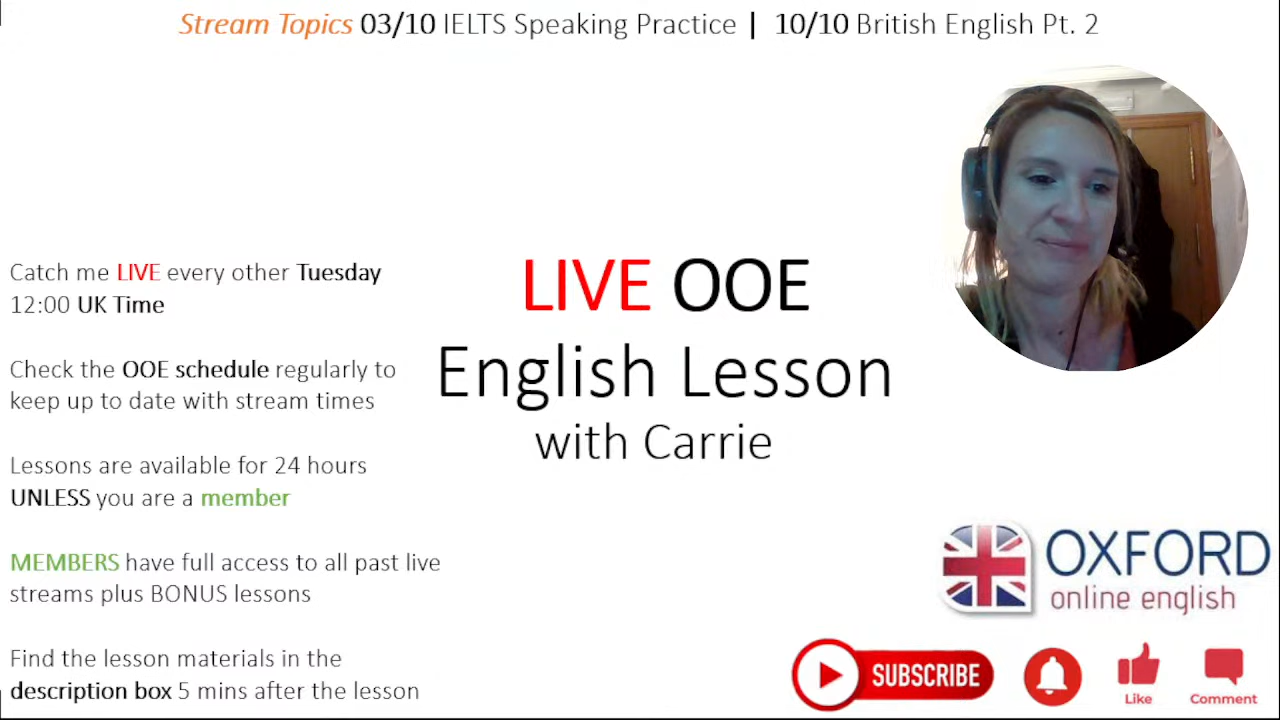 Stream Topics 03/10 IELTS Speaking Practice | 10/10 British English Pt. 2
Catch me LIVE every other Tuesday
12:00 UK Time
Check the OOE schedule regularly to
keep up to date with stream times
Lessons are available for 24 hours
UNLESS you are a member
MEMBERS have full access to all past live
streams plus BONUS lessons
Find the lesson materials in the
description box 5 mins after the lesson
LIVE OOE
English Lesson
with Carrie
OXFORD
online english
SUBSCRIBE
Like
Comment